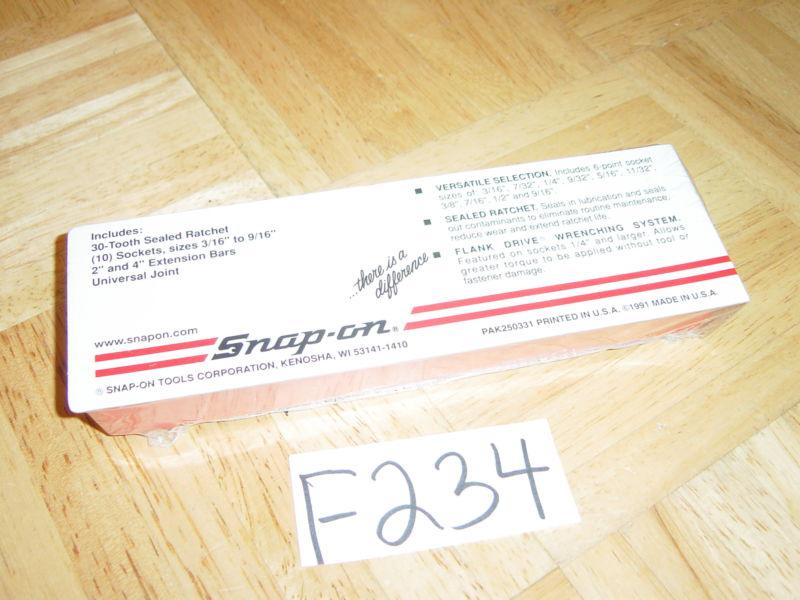 Includes:
30-Tooth Sealed Ratchet
(10) Sockets, sizes 3/16" to 9/16"
2" and 4" Extension Bars
Universal Joint
VERSATILE SELECTION. Includes 6-point socket
sizes of 3/16", 7/32", 1/4", 9/32", 5/16", 11/32",
3/8", 7/16", 1/2" and 9/16".
SEALED RATCHET. Seals in lubrication and seals
out contaminants to eliminate routine maintenance,
reduce wear and extend ratchet life.
FLANK DRIVE® WRENCHING SYSTEM.
Featured on sockets 1/4" and larger. Allows
greater torque to be applied without tool or
fastener damage.
...there is a
difference
www.snapon.com
Snap-on®
® SNAP-ON TOOLS CORPORATION, KENOSHA, WI 53141-1410
PAK250331 PRINTED IN U.S.A. ©1991 MADE IN U.S.A.
F234